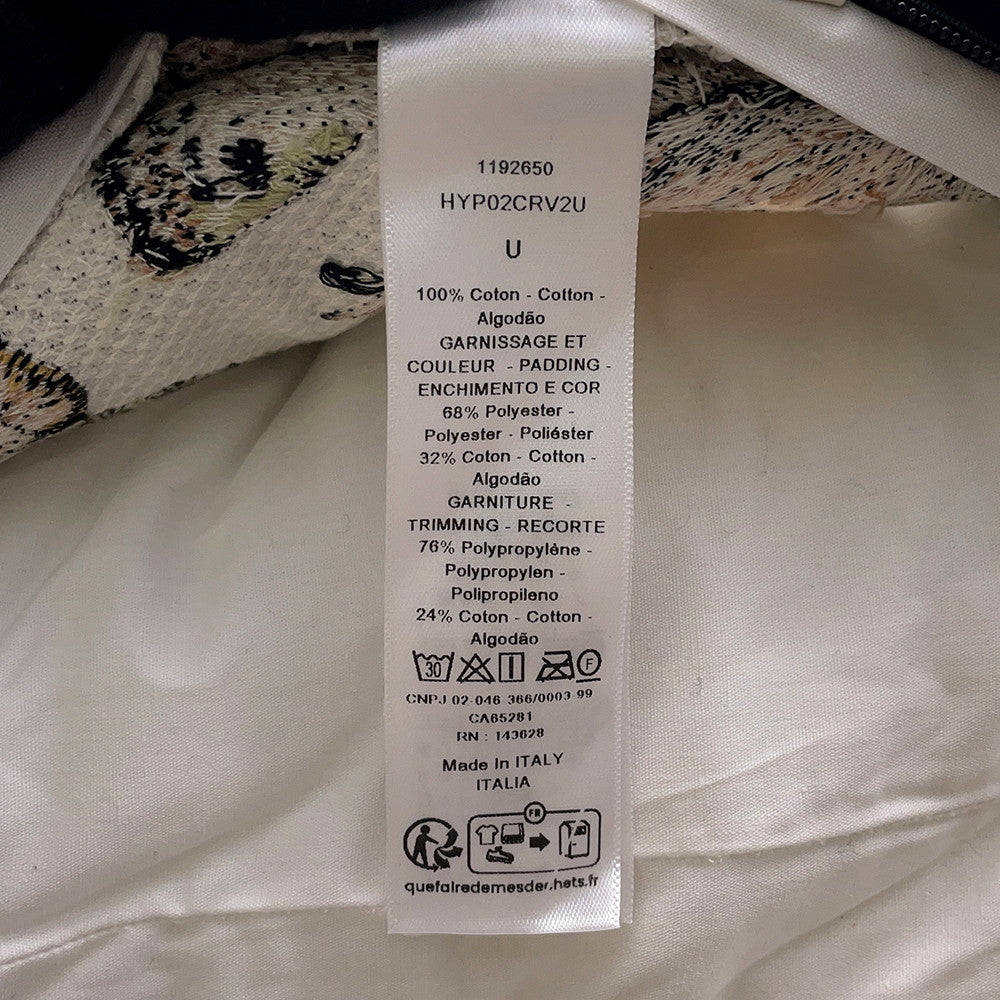 1192650
HYP02CRV2U
U
100% Coton - Cotton -
Algodão
GARNISSAGE ET
COULEUR - PADDING -
ENCHIMENTO E COR
68% Polyester -
Polyester - Poliéster
32% Coton - Cotton -
Algodão
GARNITURE -
TRIMMING - RECORTE
76% Polypropylène -
Polypropylen -
Polipropileno
24% Coton - Cotton -
Algodão
30 F
CNPJ 02-046-366/0003-99
CA65281
RN : 143628
Made In ITALY
ITALIA
FR
quefairedemesdechets.fr